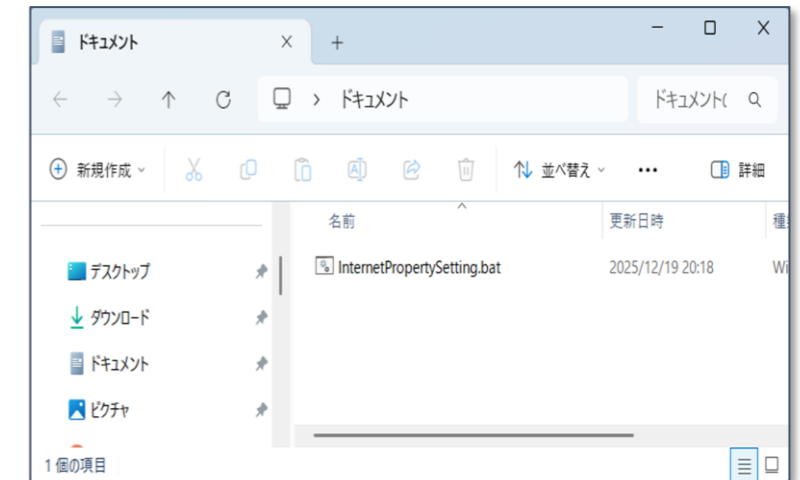 ドキュメント
ドキュメント
ドキュメント(
新規作成
並べ替え
詳細
名前
更新日時
InternetPropertySetting.bat
2025/12/19 20:18
Wi
デスクトップ
ダウンロード
ドキュメント
ピクチャ
1 個の項目